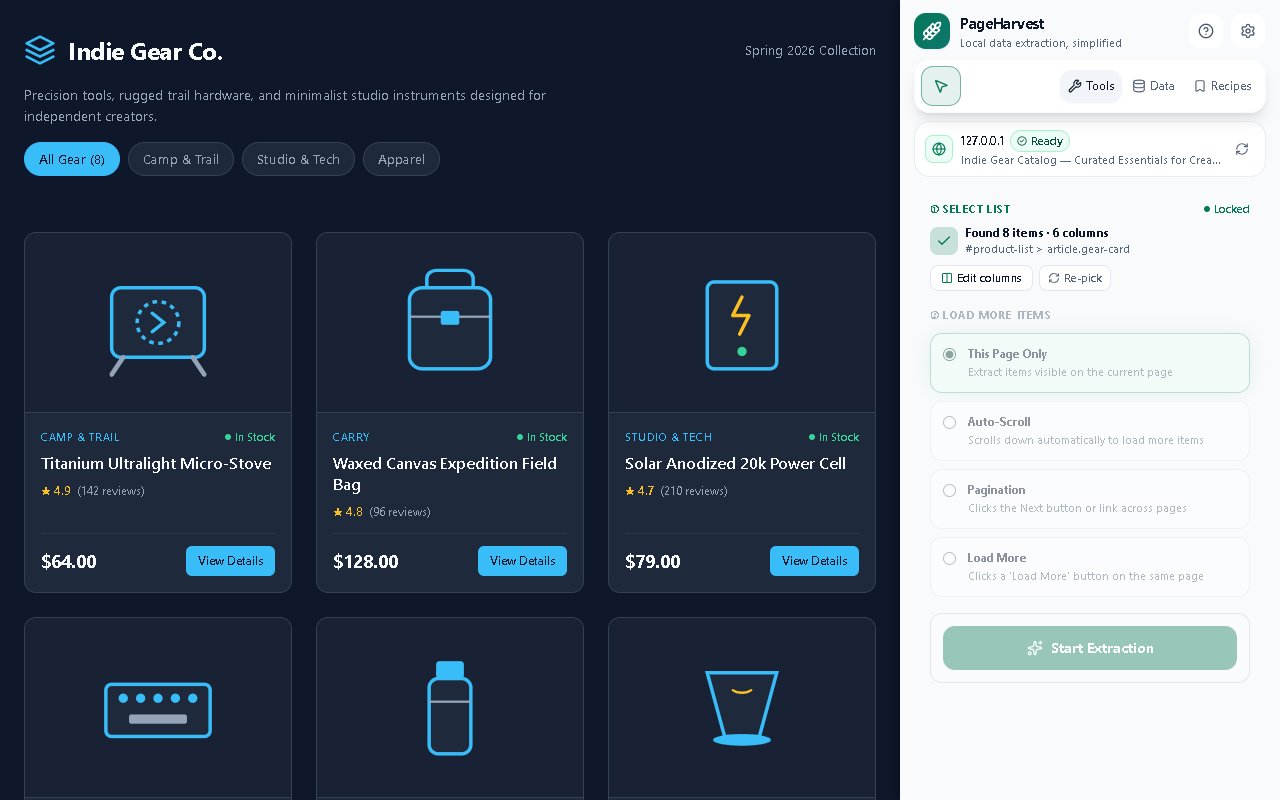 Indie Gear Co.
Spring 2026 Collection
Precision tools, rugged trail hardware, and minimalist studio instruments designed for
independent creators.
All Gear (8)
Camp & Trail
Studio & Tech
Apparel
CAMP & TRAIL
In Stock
Titanium Ultralight Micro-Stove
★ 4.9 (142 reviews)
$64.00
View Details
CARRY
In Stock
Waxed Canvas Expedition Field
Bag
★ 4.8 (96 reviews)
$128.00
View Details
STUDIO & TECH
In Stock
Solar Anodized 20k Power Cell
★ 4.7 (210 reviews)
$79.00
View Details
PageHarvest
Local data extraction, simplified
Tools
Data
Recipes
127.0.0.1
Ready
Indie Gear Catalog — Curated Essentials for Crea...
SELECT LIST
Locked
Found 8 items · 6 columns
#product-list > article.gear-card
Edit columns
Re-pick
LOAD MORE ITEMS
This Page Only
Extract items visible on the current page
Auto-Scroll
Scrolls down automatically to load more items
Pagination
Clicks the Next button or link across pages
Load More
Clicks a 'Load More' button on the same page
Start Extraction